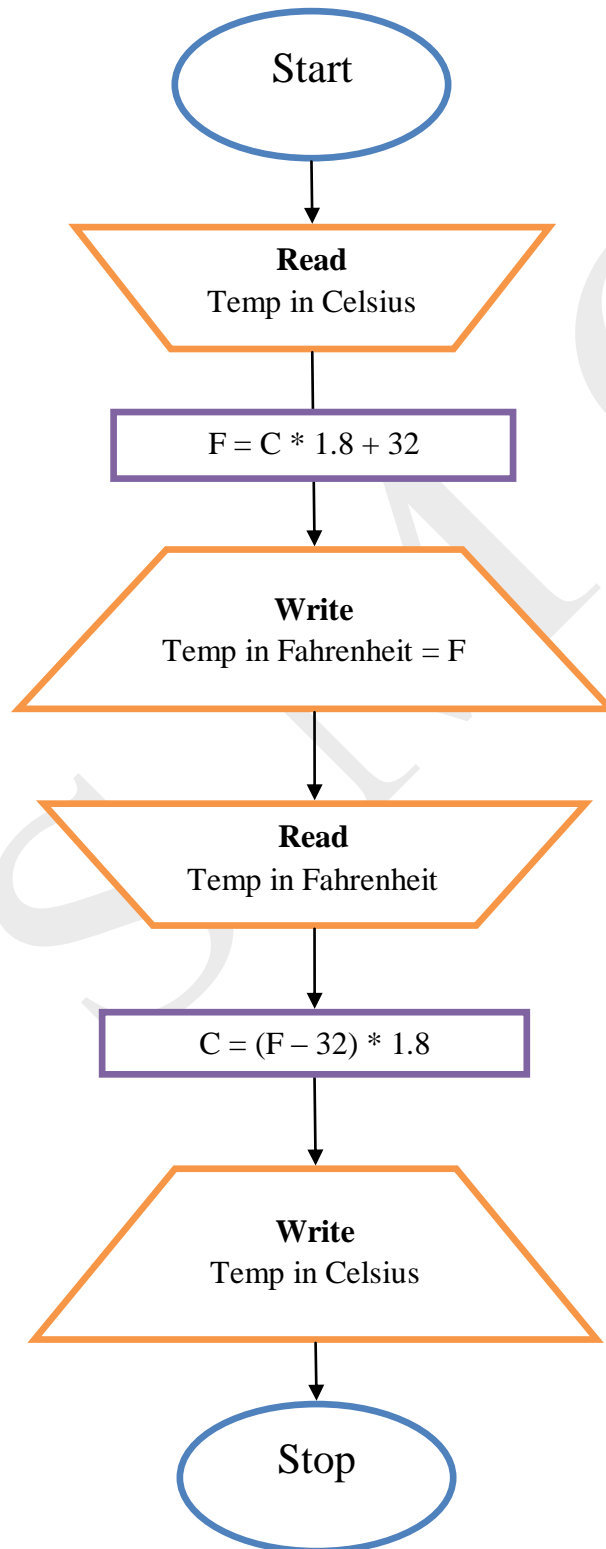 Start
Read
Temp in Celsius
F = C * 1.8 + 32
Write
Temp in Fahrenheit = F
Read
Temp in Fahrenheit
C = (F – 32) * 1.8
Write
Temp in Celsius
Stop